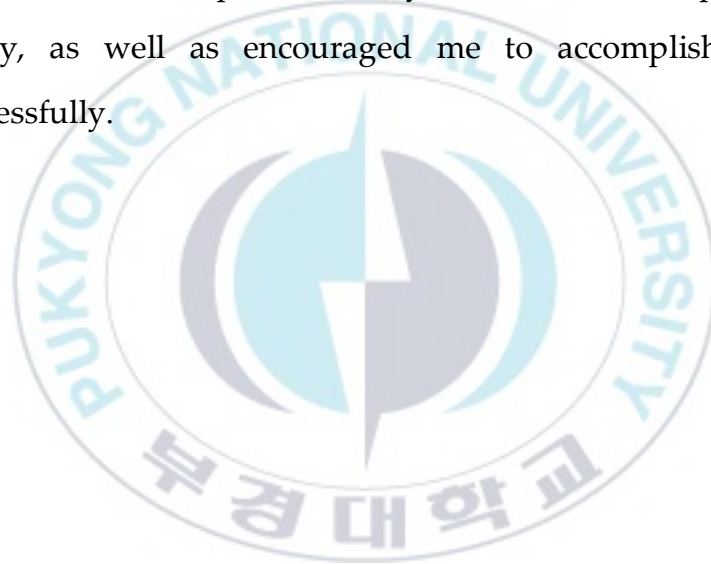 y, as well as encouraged me to accomplish
essfully.
PUKYONG NATIONAL UNIVERSITY
부경대학교